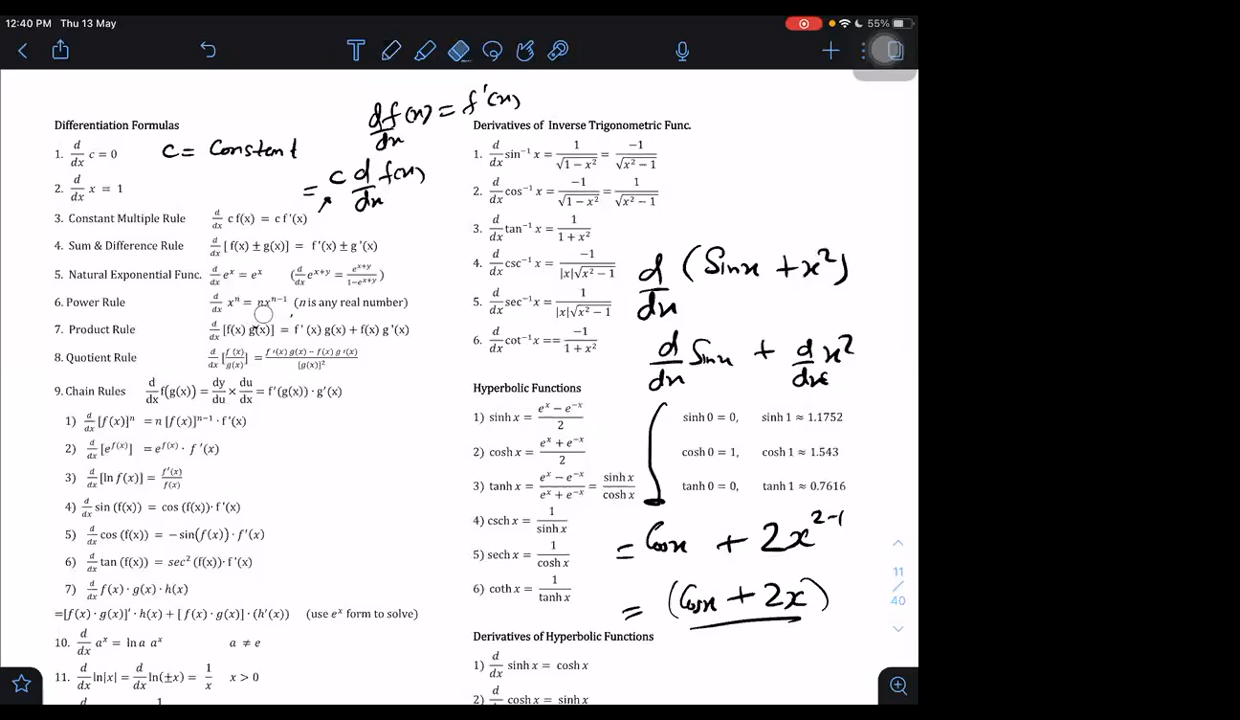 12:40 PM Thu 13 May
55%
T
d/dx f(x) = f'(x)
Differentiation Formulas
1. d/dx c = 0
c = Constent
2. d/dx x = 1
= c d/dx f(x)
3. Constant Multiple Rule d/dx c f(x) = c f'(x)
4. Sum & Difference Rule d/dx [ f(x) ± g(x)] = f'(x) ± g'(x)
5. Natural Exponential Func. d/dx e^x = e^x (d/dx e^(x+y) = e^(x+y)/(1−e^(x+y)))
6. Power Rule d/dx x^n = nx^(n−1) (n is any real number)
7. Product Rule d/dx [f(x) g(x)] = f'(x) g(x) + f(x) g'(x)
8. Quotient Rule d/dx [f(x)/g(x)] = (f'(x) g(x) − f(x) g'(x))/[g(x)]^2
9. Chain Rules d/dx f(g(x)) = dy/du × du/dx = f'(g(x)) · g'(x)
1) d/dx [f(x)]^n = n [f(x)]^(n−1) · f'(x)
2) d/dx [e^f(x)] = e^f(x) · f'(x)
3) d/dx [ln f(x)] = f'(x)/f(x)
4) d/dx sin (f(x)) = cos (f(x)) · f'(x)
5) d/dx cos (f(x)) = − sin(f(x)) · f'(x)
6) d/dx tan (f(x)) = sec^2 (f(x)) · f'(x)
7) d/dx f(x) · g(x) · h(x)
=[f(x) · g(x)]' · h(x) + [ f(x) · g(x)] · (h'(x)) (use e^x form to solve)
10. d/dx a^x = ln a a^x a ≠ e
11. d/dx ln|x| = d/dx ln(±x) = 1/x x > 0
d 1
Derivatives of Inverse Trigonometric Func.
1. d/dx sin^−1 x = 1/√(1 − x^2) = −1/√(x^2 − 1)
2. d/dx cos^−1 x = −1/√(1 − x^2) = 1/√(x^2 − 1)
3. d/dx tan^−1 x = 1/(1 + x^2)
4. d/dx csc^−1 x = −1/(|x|√(x^2 − 1))
5. d/dx sec^−1 x = 1/(|x|√(x^2 − 1))
6. d/dx cot^−1 x == −1/(1 + x^2)
d/dx (Sinx + x^2)
d/dx Sinx + d/dx x^2
Hyperbolic Functions
1) sinh x = (e^x − e^−x)/2 sinh 0 = 0, sinh 1 ≈ 1.1752
2) cosh x = (e^x + e^−x)/2 cosh 0 = 1, cosh 1 ≈ 1.543
3) tanh x = (e^x − e^−x)/(e^x + e^−x) = sinh x/cosh x tanh 0 = 0, tanh 1 ≈ 0.7616
4) csch x = 1/sinh x
= Cosx + 2x^(2-1)
5) sech x = 1/cosh x
6) coth x = 1/tanh x
= (Cosx + 2x)
Derivatives of Hyperbolic Functions
1) d/dx sinh x = cosh x
2) d/dx cosh x = sinh x
11
/
40